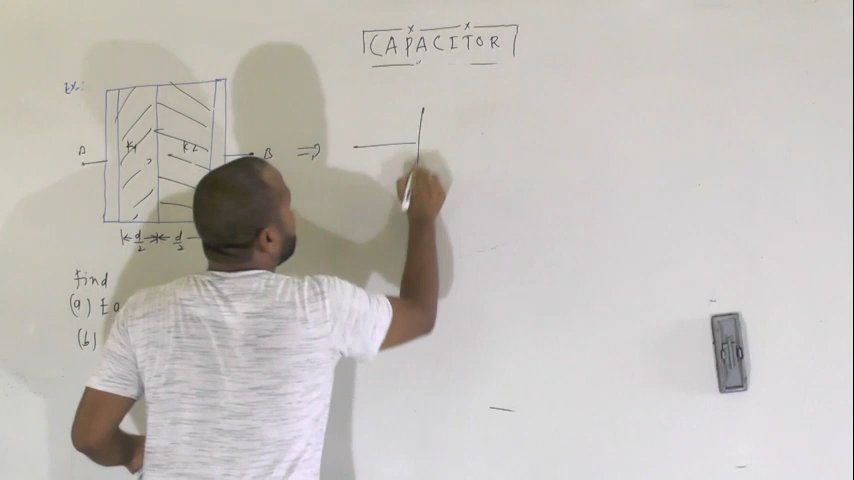 CAPACITOR
Ex:
A K1 K2 B ⇒
d/2 d/2
Find
(a)
(b)